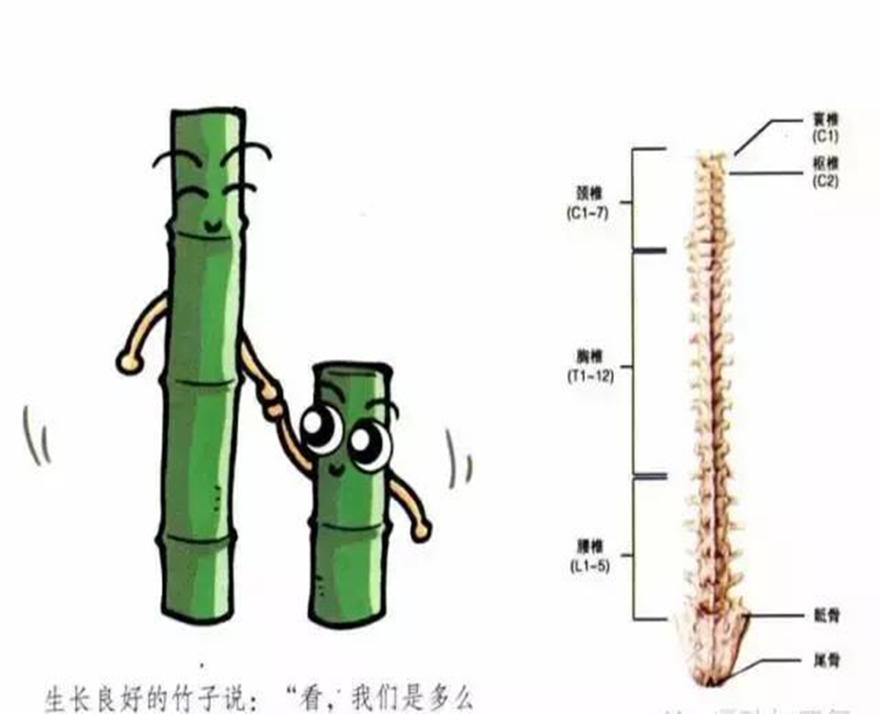 寰椎
(C1)
枢椎
(C2)
颈椎
(C1-7)
胸椎
(T1-12)
腰椎
(L1-5)
骶骨
尾骨
生长良好的竹子说：“看，我们是多么